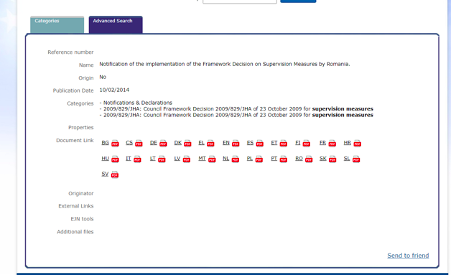 Categories Advanced Search
Reference number
Name Notification of the implementation of the Framework Decision on Supervision Measures by Romania.
Origin No
Publication Date 10/02/2014
Categories - Notifications & Declarations
- 2009/829/JHA: Council Framework Decision 2009/829/JHA of 23 October 2009 for supervision measures
- 2009/829/JHA: Council Framework Decision 2009/829/JHA of 23 October 2009 for supervision measures
Properties
Document Link BG CS DE DK EL EN ES ET FI FR HR
HU IT LT LV MT NL PL PT RO SK SL
SV
Originator
External Links
EJN tools
Additional files
Send to friend